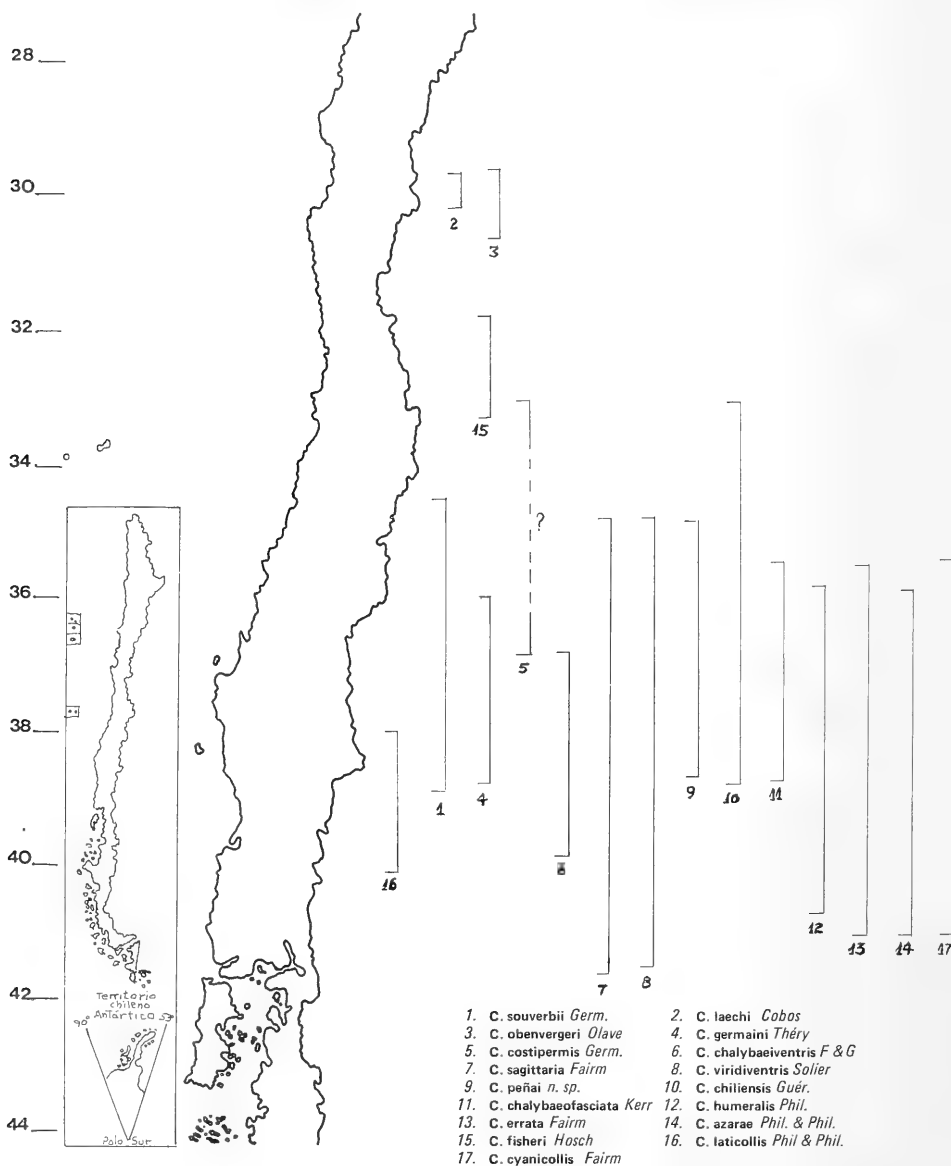 28
30
32
34
36
38
40
42
44
2
3
15
?
5
9
10
11
4
1
16
12
13
14
17
7
8
Territorio
chileno
Antártico
90°
53
Polo Sur
1. C. souverbii Germ. 2. C. laechi Cobos
3. C. obenvergeri Olave 4. C. germaini Théry
5. C. costipermis Germ. 6. C. chalybaeiventris F & G
7. C. sagittaria Fairm 8. C. viridiventris Solier
9. C. peñai n. sp. 10. C. chiliensis Guér.
11. C. chalybaeofasciata Kerr 12. C. humeralis Phil.
13. C. errata Fairm 14. C. azarae Phil. & Phil.
15. C. fisheri Hosch 16. C. laticollis Phil & Phil.
17. C. cyanicollis Fairm